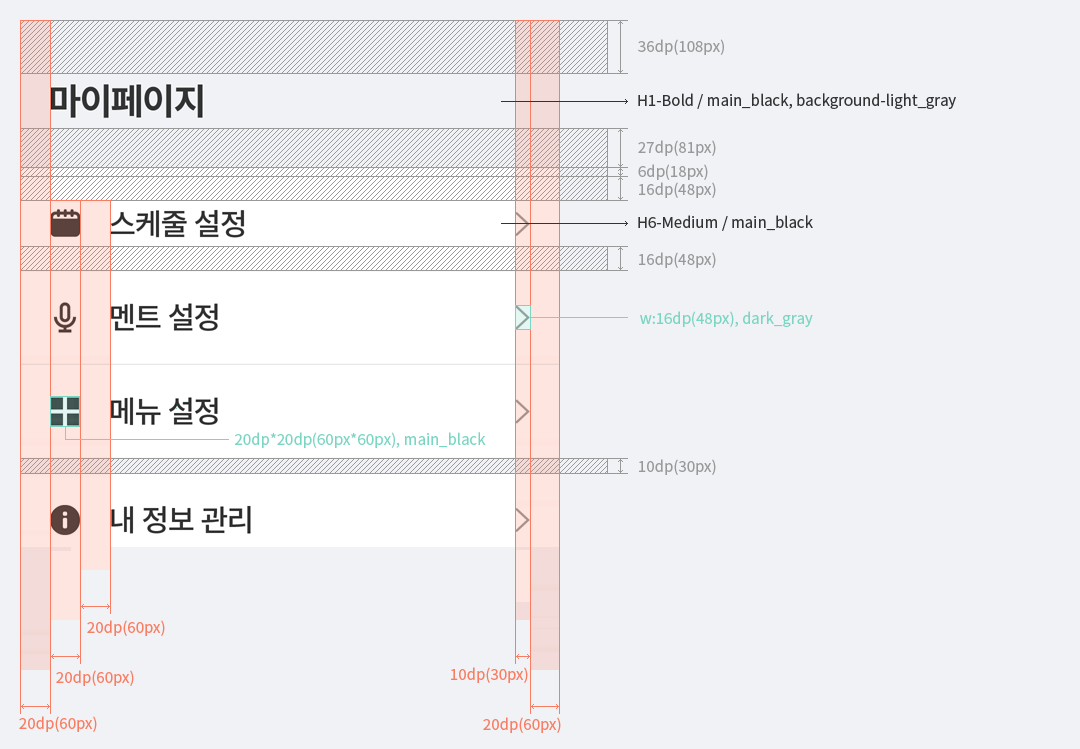 36dp(108px)
마이페이지
H1-Bold / main_black, background-light_gray
27dp(81px)
6dp(18px)
16dp(48px)
스케줄 설정
H6-Medium / main_black
16dp(48px)
멘트 설정
w:16dp(48px), dark_gray
메뉴 설정
20dp*20dp(60px*60px), main_black
10dp(30px)
내 정보 관리
20dp(60px)
20dp(60px)
10dp(30px)
20dp(60px)
20dp(60px)